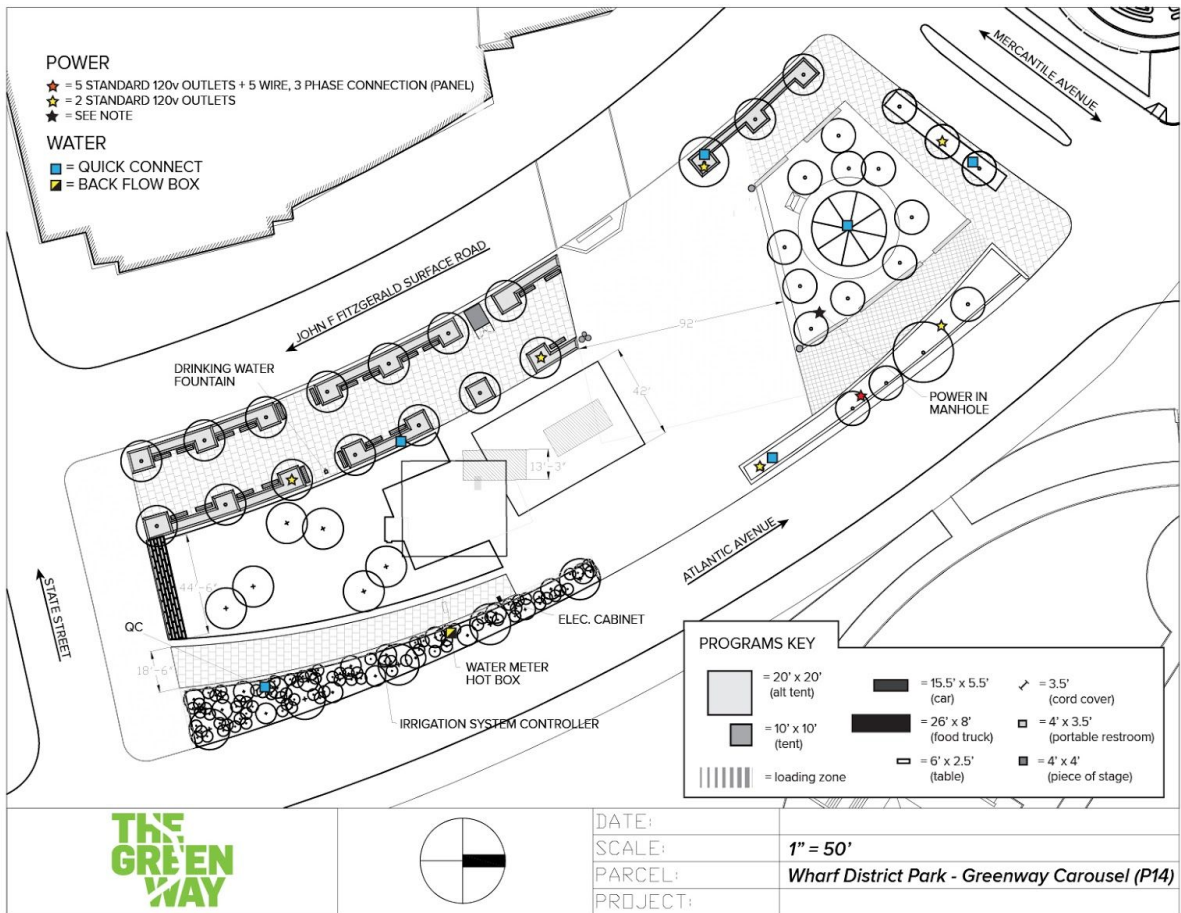 POWER
= 5 STANDARD 120v OUTLETS + 5 WIRE, 3 PHASE CONNECTION (PANEL)
= 2 STANDARD 120v OUTLETS
= SEE NOTE
WATER
= QUICK CONNECT
= BACK FLOW BOX
MERCANTILE AVENUE
JOHN F FITZGERALD SURFACE ROAD
DRINKING WATER
FOUNTAIN
92'
42'
13'-3"
POWER IN
MANHOLE
ATLANTIC AVENUE
STATE STREET
44'-6"
QC
18'-6"
ELEC. CABINET
WATER METER
HOT BOX
IRRIGATION SYSTEM CONTROLLER
PROGRAMS KEY
= 20' x 20'
(alt tent)
= 10' x 10'
(tent)
= loading zone
= 15.5' x 5.5'
(car)
= 26' x 8'
(food truck)
= 6' x 2.5'
(table)
= 3.5'
(cord cover)
= 4' x 3.5'
(portable restroom)
= 4' x 4'
(piece of stage)
THE
GREEN
WAY
DATE:
SCALE: 1" = 50'
PARCEL: Wharf District Park - Greenway Carousel (P14)
PROJECT: